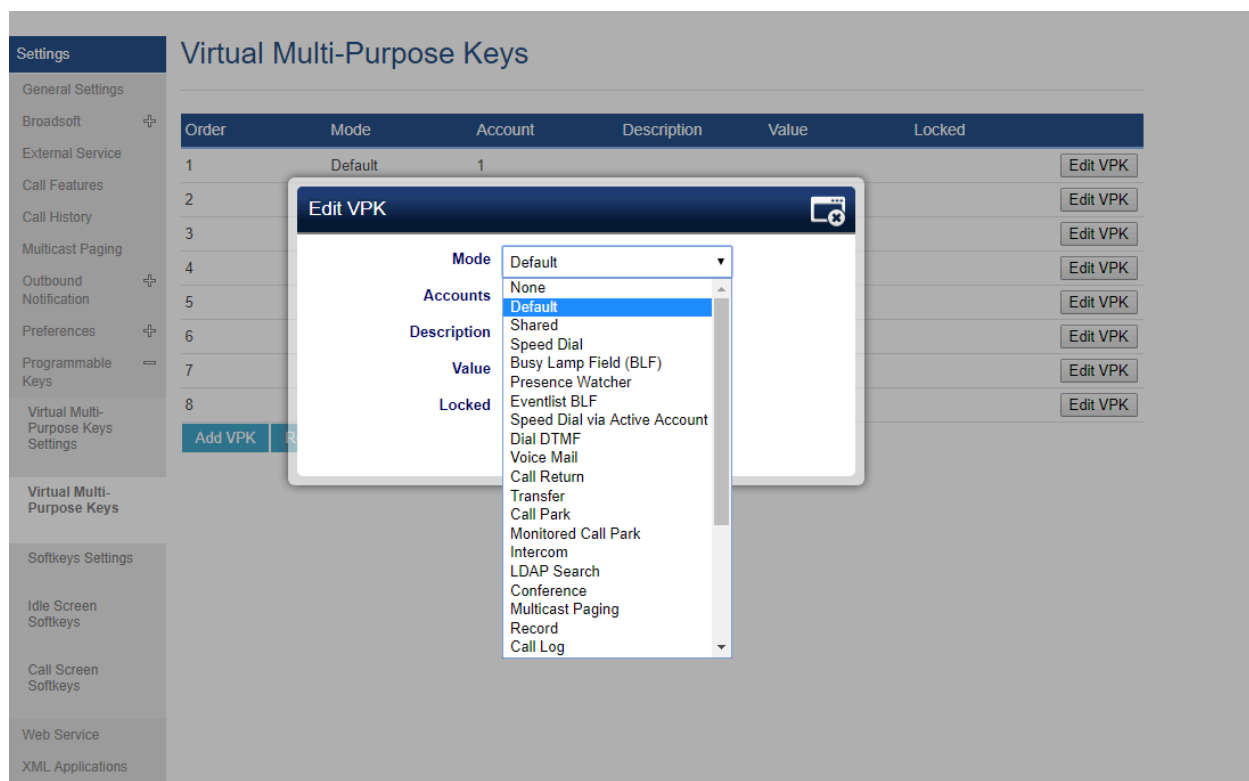 Settings
General Settings
Broadsoft
External Service
Call Features
Call History
Multicast Paging
Outbound
Notification
Preferences
Programmable
Keys
Virtual Multi-
Purpose Keys
Settings
Virtual Multi-
Purpose Keys
Softkeys Settings
Idle Screen
Softkeys
Call Screen
Softkeys
Web Service
XML Applications
Virtual Multi-Purpose Keys
Order Mode Account Description Value Locked
1 Default 1 Edit VPK
2 Edit VPK
3 Edit VPK
4 Edit VPK
5 Edit VPK
6 Edit VPK
7 Edit VPK
8 Edit VPK
Add VPK
Edit VPK
Mode Default
Accounts
Description
Value
Locked
None
Default
Shared
Speed Dial
Busy Lamp Field (BLF)
Presence Watcher
Eventlist BLF
Speed Dial via Active Account
Dial DTMF
Voice Mail
Call Return
Transfer
Call Park
Monitored Call Park
Intercom
LDAP Search
Conference
Multicast Paging
Record
Call Log